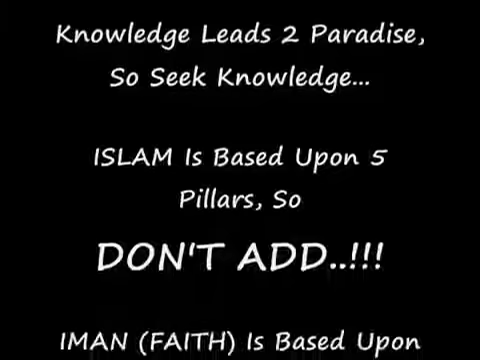 Knowledge Leads 2 Paradise,
So Seek Knowledge...
ISLAM Is Based Upon 5
Pillars, So
DON'T ADD..!!!
IMAN (FAITH) Is Based Upon